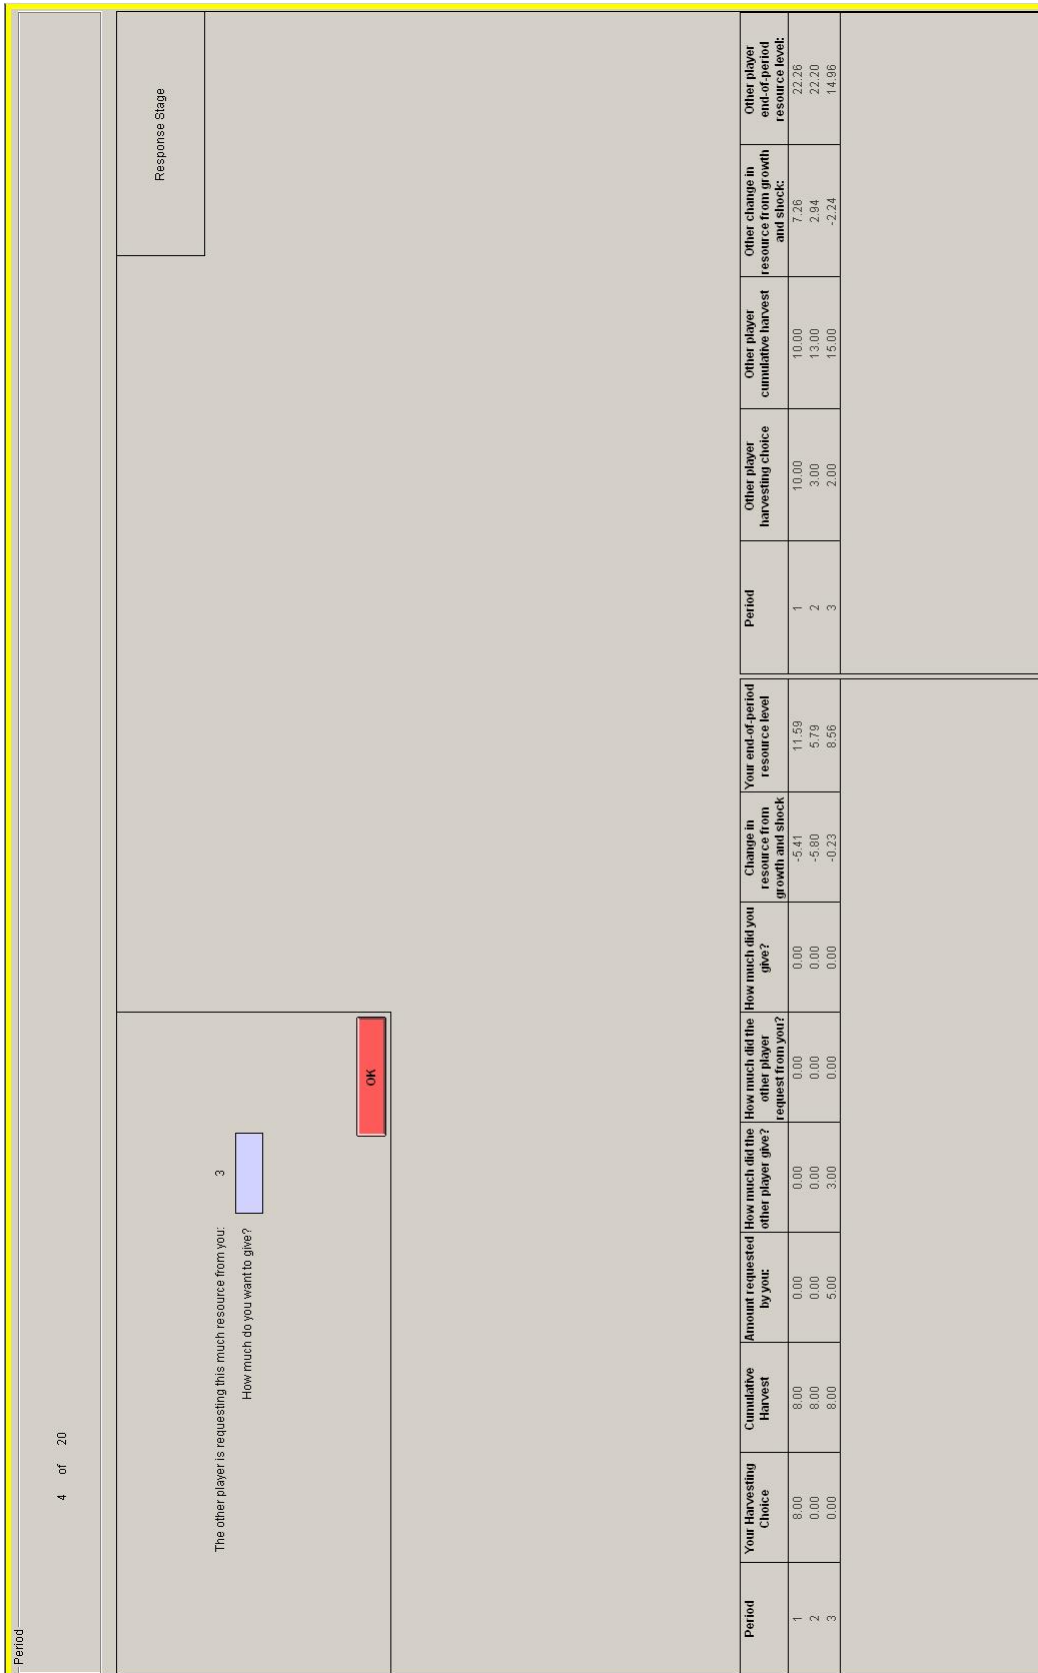 Period
4 of 20
Response Stage
The other player is requesting this much resource from you: 3
How much do you want to give?
OK
Period | Your Harvesting Choice | Cumulative Harvest | Amount requested by you: | How much did the other player give? | How much did the other player request from you? | How much did you give? | Change in resource from growth and shock | Your end-of-period resource level
1 8.00 8.00 0.00 0.00 0.00 0.00 -5.41 11.59
2 0.00 8.00 0.00 0.00 0.00 0.00 -5.80 5.79
3 0.00 8.00 5.00 3.00 0.00 0.00 -0.23 8.56
Period | Other player harvesting choice | Other player cumulative harvest | Other change in resource from growth and shock: | Other player end-of-period resource level:
1 10.00 10.00 7.26 22.26
2 3.00 13.00 2.94 22.20
3 2.00 15.00 -2.24 14.96